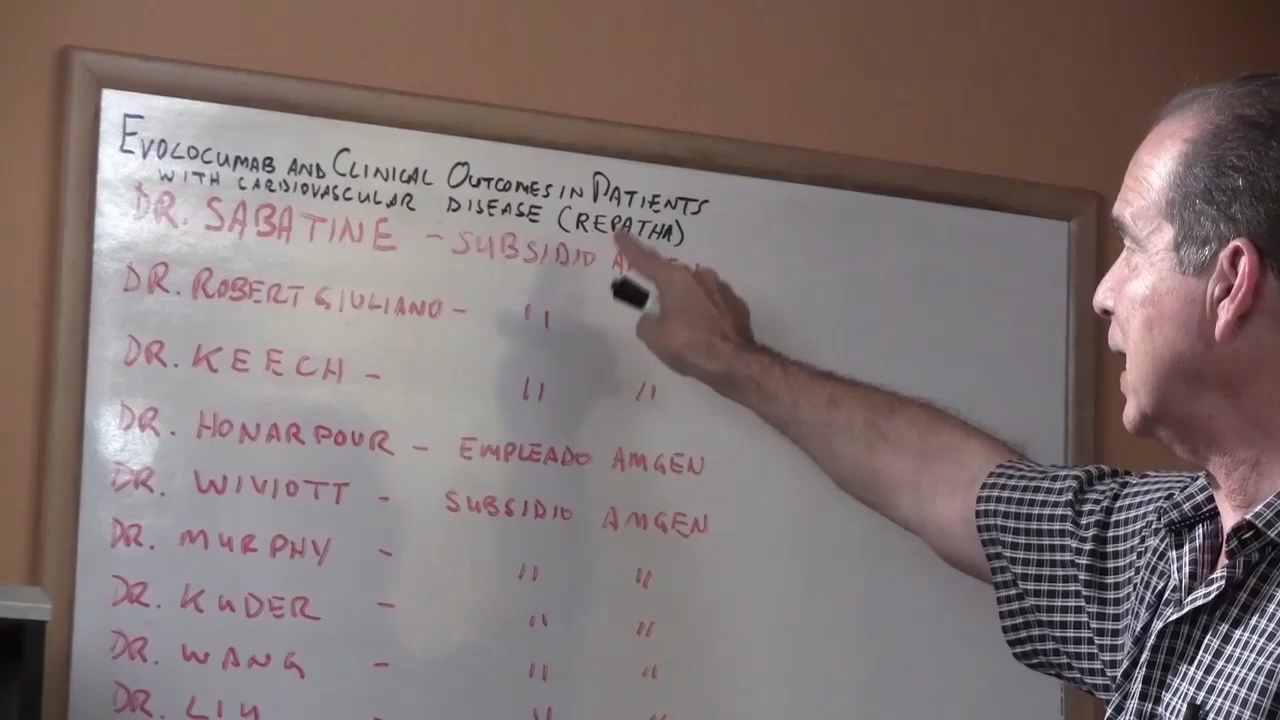 EVOLOCUMAB AND CLINICAL OUTCOMES IN PATIENTS
WITH CARDIOVASCULAR DISEASE (REPATHA)
DR. SABATINE - SUBSIDIO
DR. ROBERT GIULIANO - "
DR. KEECH - " "
DR. HONARPOUR - EMPLEADO AMGEN
DR. WIVIOTT - SUBSIDIO AMGEN
DR. MURPHY - " "
DR. KUDER - " "
DR. WANG - " "
DR. LIU - " "